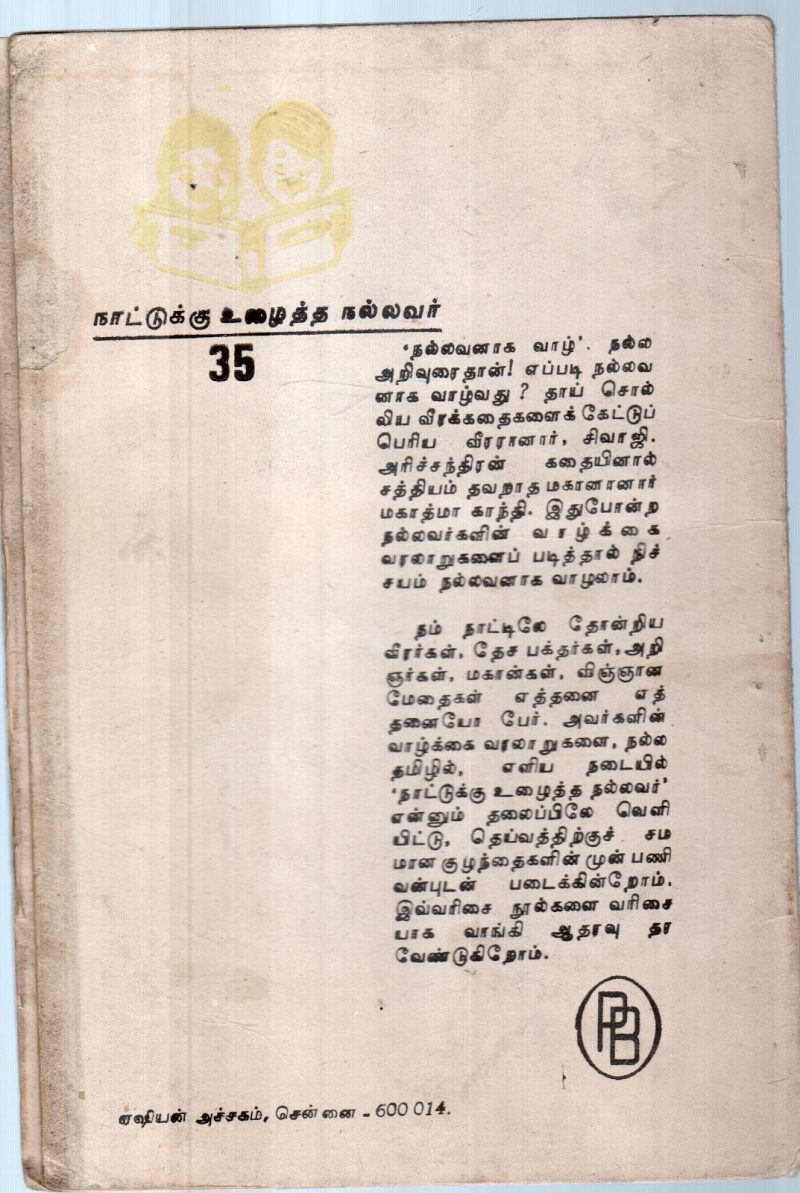 நாட்டுக்கு உழைத்த நல்லவர்
35
‘நல்லவனாக வாழ்’. நல்ல
அறிவுரைதான்! எப்படி நல்லவ
னாக வாழ்வது? தாய் சொல்
லிய வீரக்கதைகளைக் கேட்டுப்
பெரிய வீரரானார், சிவாஜி.
அரிச்சந்திரன் கதையினால்
சத்தியம் தவறாத மகானானார்
மகாத்மா காந்தி. இதுபோன்ற
நல்லவர்களின் வாழ்க்கை
வரலாறுகளைப் படித்தால் நிச்
சயம் நல்லவனாக வாழலாம்.
நம் நாட்டிலே தோன்றிய
வீரர்கள், தேச பக்தர்கள், அறி
ஞர்கள், மகான்கள், விஞ்ஞான
மேதைகள் எத்தனை எத்
தனையோ பேர். அவர்களின்
வாழ்க்கை வரலாறுகளை, நல்ல
தமிழில், எளிய நடையில்
‘நாட்டுக்கு உழைத்த நல்லவர்’
என்னும் தலைப்பிலே வெளி
யிட்டு, தெய்வத்திற்குச் சம
மான குழந்தைகளின் முன் பணி
வன்புடன் படைக்கின்றோம்.
இவ்வரிசை நூல்களை வரிசை
யாக வாங்கி ஆதரவு தர
வேண்டுகிறோம்.
PB
ஏஷியன் அச்சகம், சென்னை - 600 014.